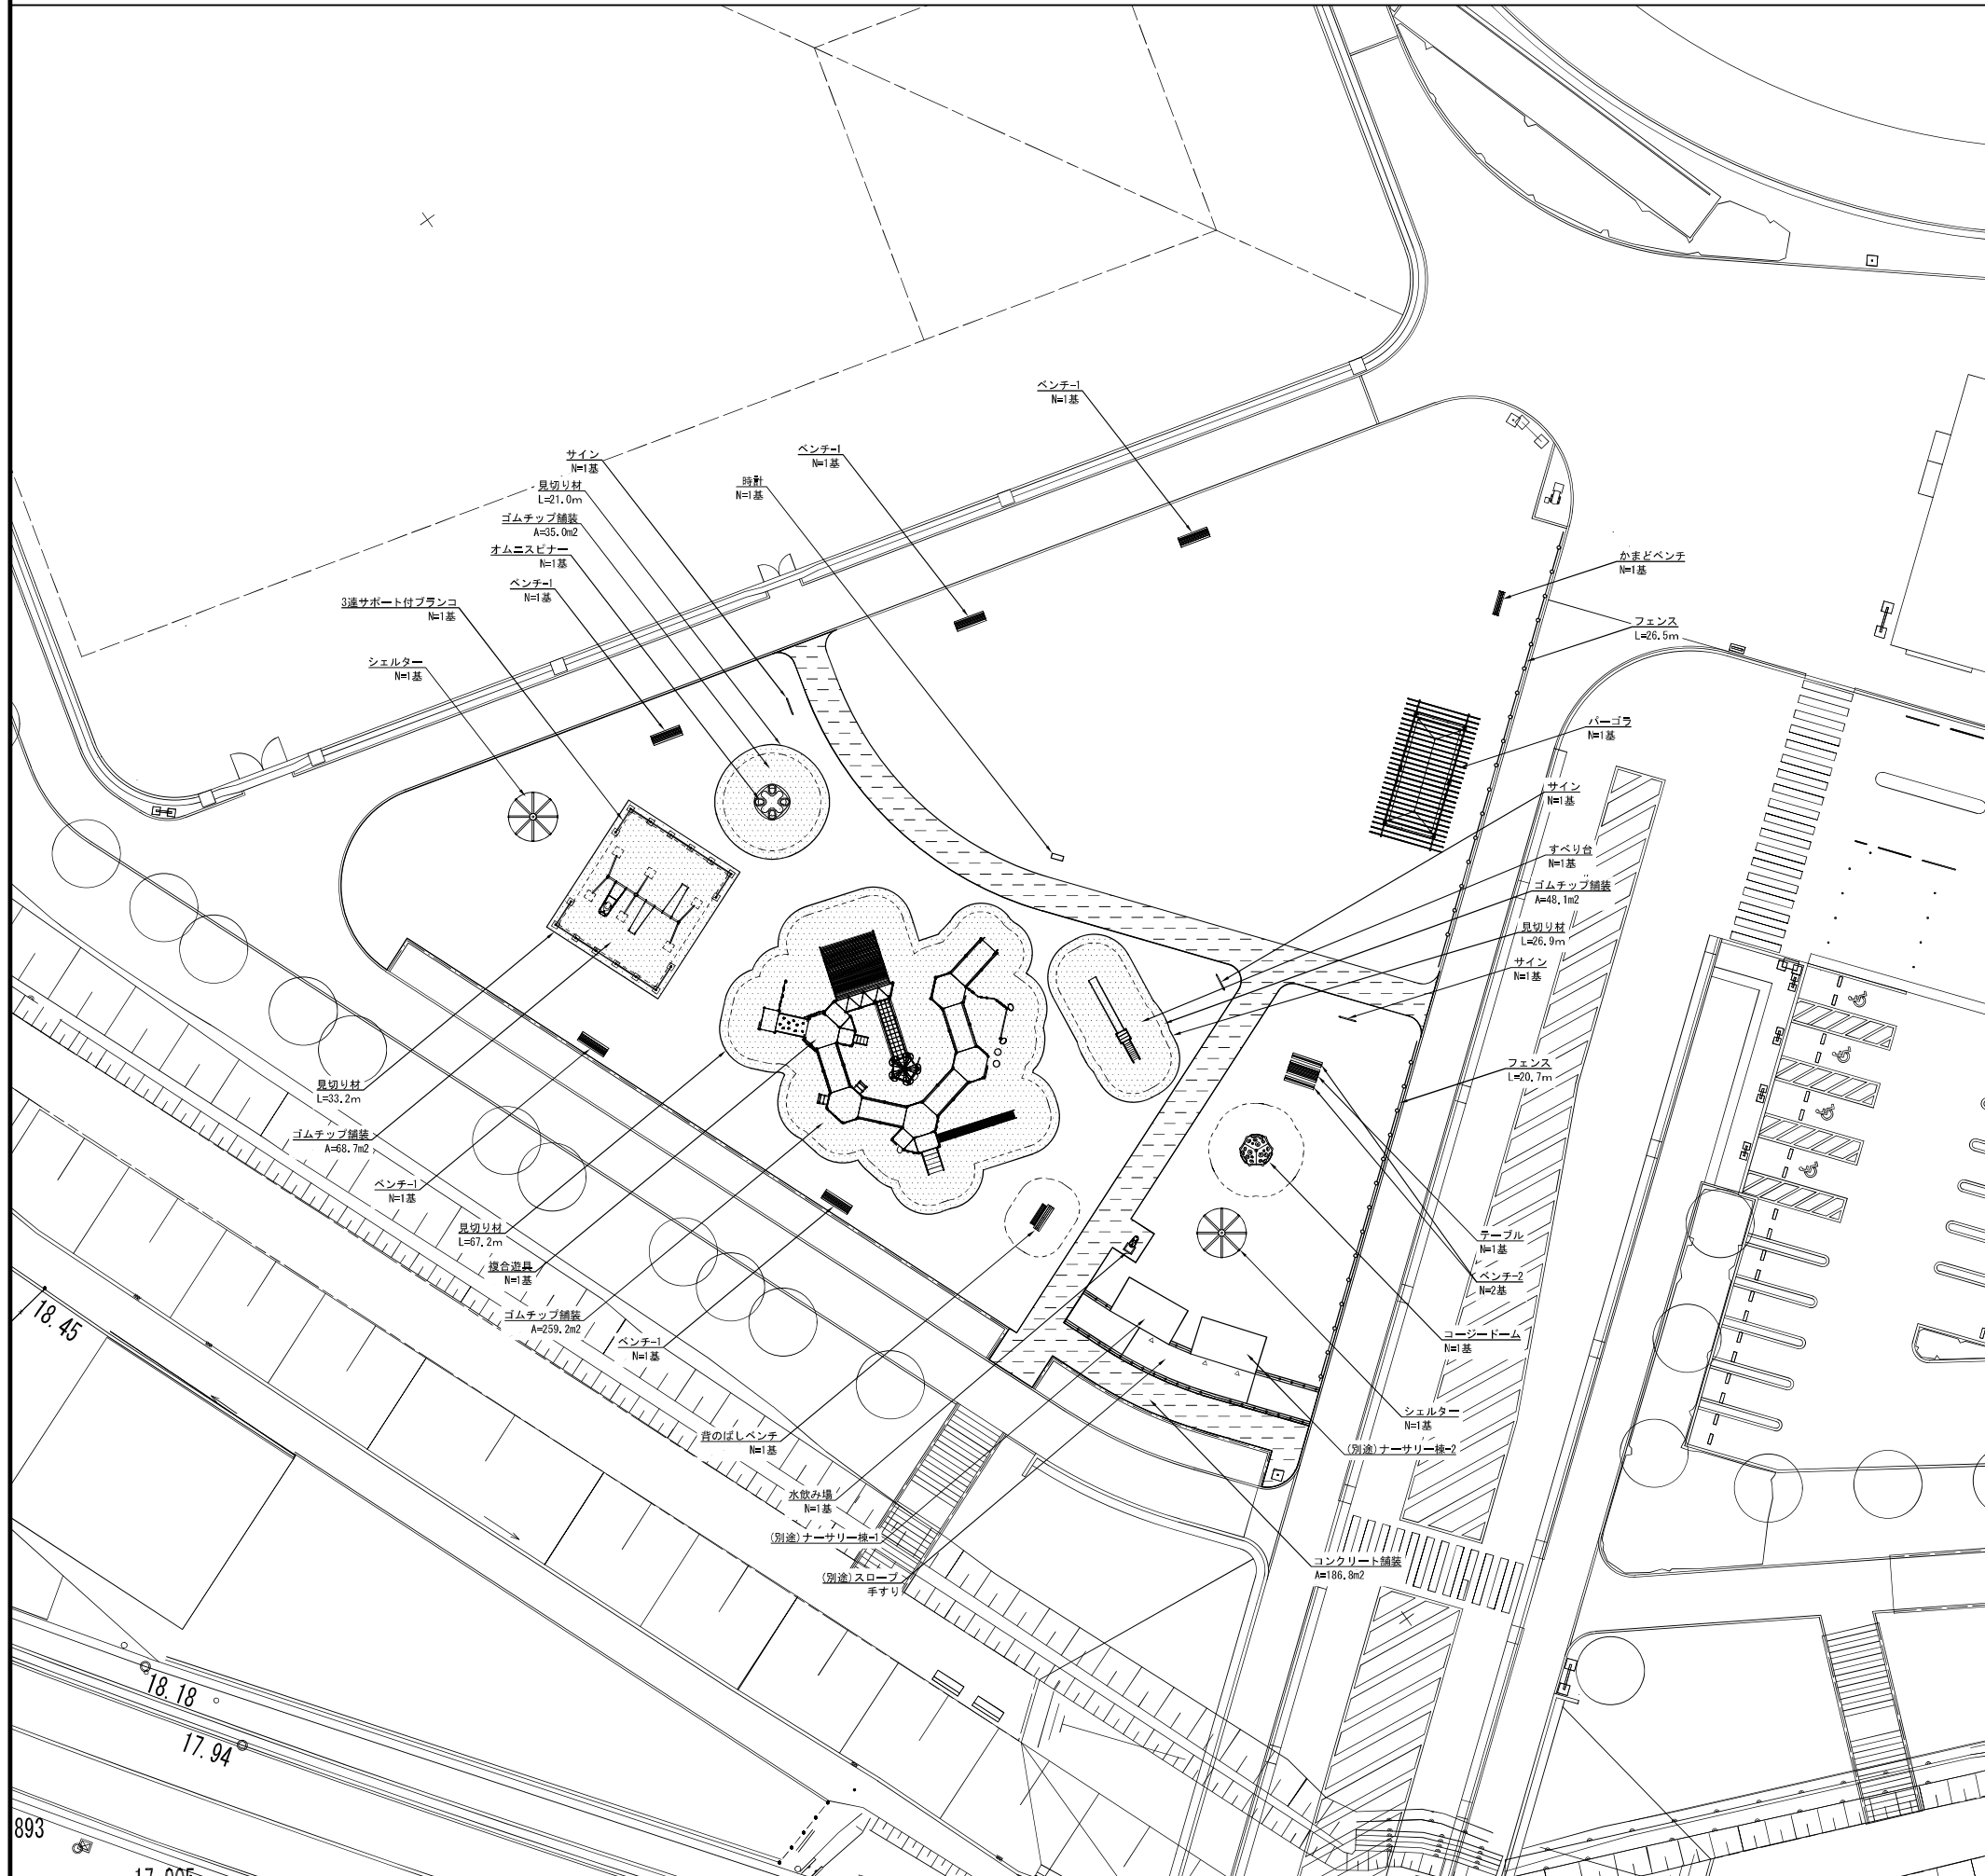 ベンチ-1
N=1基
サイン
N=1基
ベンチ-1
N=1基
時計
N=1基
見切り材
L=21.0m
ゴムチップ舗装
A=35.0m2
オムニスピナー
N=1基
ベンチ-1
N=1基
3連サポート付ブランコ
N=1基
シェルター
N=1基
かまどベンチ
N=1基
フェンス
L=26.5m
パーゴラ
N=1基
サイン
N=1基
すべり台
N=1基
ゴムチップ舗装
A=48.1m2
見切り材
L=26.9m
サイン
N=1基
フェンス
L=20.7m
見切り材
L=33.2m
ゴムチップ舗装
A=68.7m2
ベンチ-1
N=1基
見切り材
L=67.2m
複合遊具
N=1基
ゴムチップ舗装
A=259.2m2
ベンチ-1
N=1基
テーブル
N=1基
ベンチ-2
N=2基
コージードーム
N=1基
シェルター
N=1基
(別途)ナーサリー棟-2
背のばしベンチ
N=1基
水飲み場
N=1基
(別途)ナーサリー棟-1
(別途)スロープ
手すり
コンクリート舗装
A=186.8m2
18.45
18.18
17.94
893